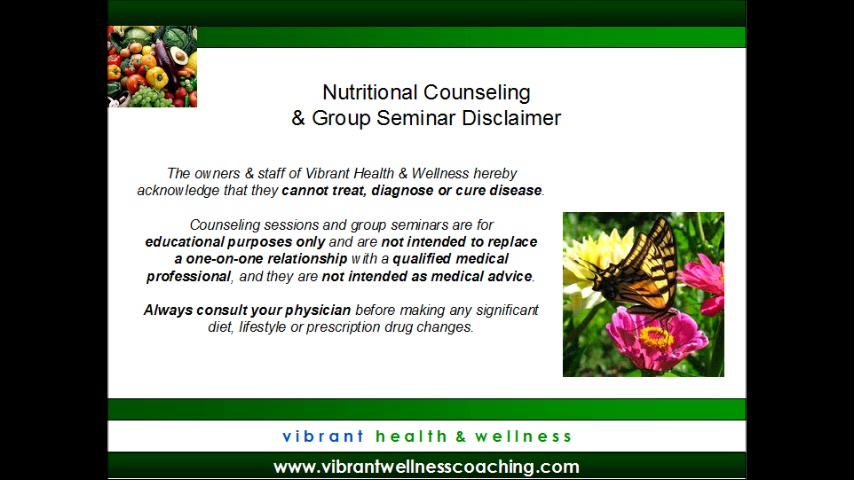 Nutritional Counseling
& Group Seminar Disclaimer
The owners & staff of Vibrant Health & Wellness hereby
acknowledge that they cannot treat, diagnose or cure disease.
Counseling sessions and group seminars are for
educational purposes only and are not intended to replace
a one-on-one relationship with a qualified medical
professional, and they are not intended as medical advice.
Always consult your physician before making any significant
diet, lifestyle or prescription drug changes.
vibrant health & wellness
www.vibrantwellnesscoaching.com